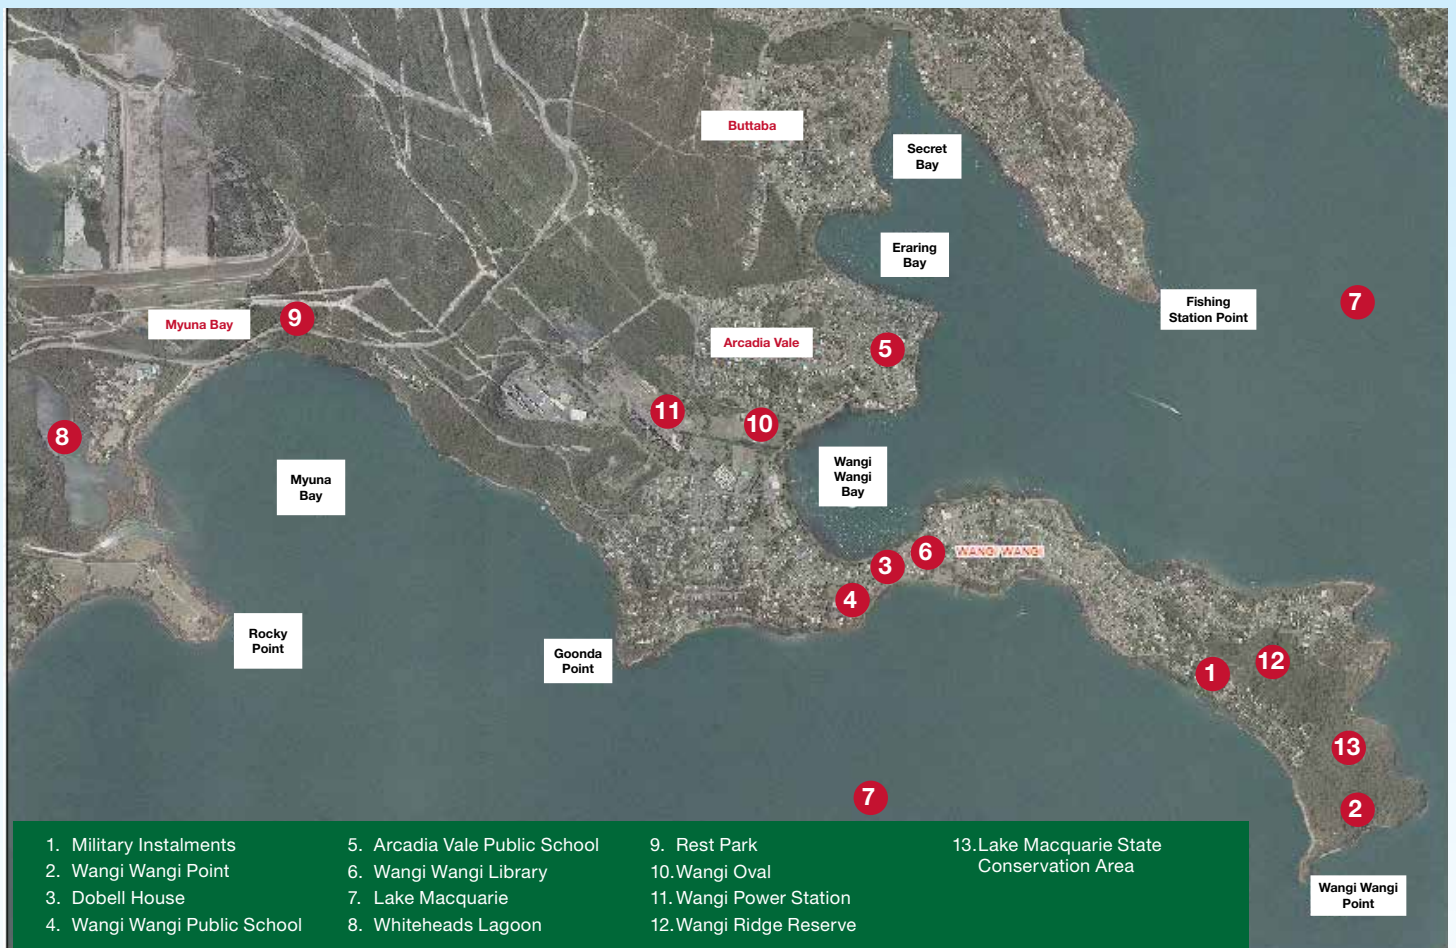 Buttaba
Secret
Bay
Eraring
Bay
Fishing
Station Point
7
Myuna Bay
9
Arcadia Vale
5
11
10
8
Myuna
Bay
Wangi
Wangi
Bay
6
WANGI WANGI
3
4
Rocky
Point
Goonda
Point
1
12
13
7
2
Wangi Wangi
Point
1. Military Instalments
2. Wangi Wangi Point
3. Dobell House
4. Wangi Wangi Public School
5. Arcadia Vale Public School
6. Wangi Wangi Library
7. Lake Macquarie
8. Whiteheads Lagoon
9. Rest Park
10. Wangi Oval
11. Wangi Power Station
12. Wangi Ridge Reserve
13. Lake Macquarie State
Conservation Area